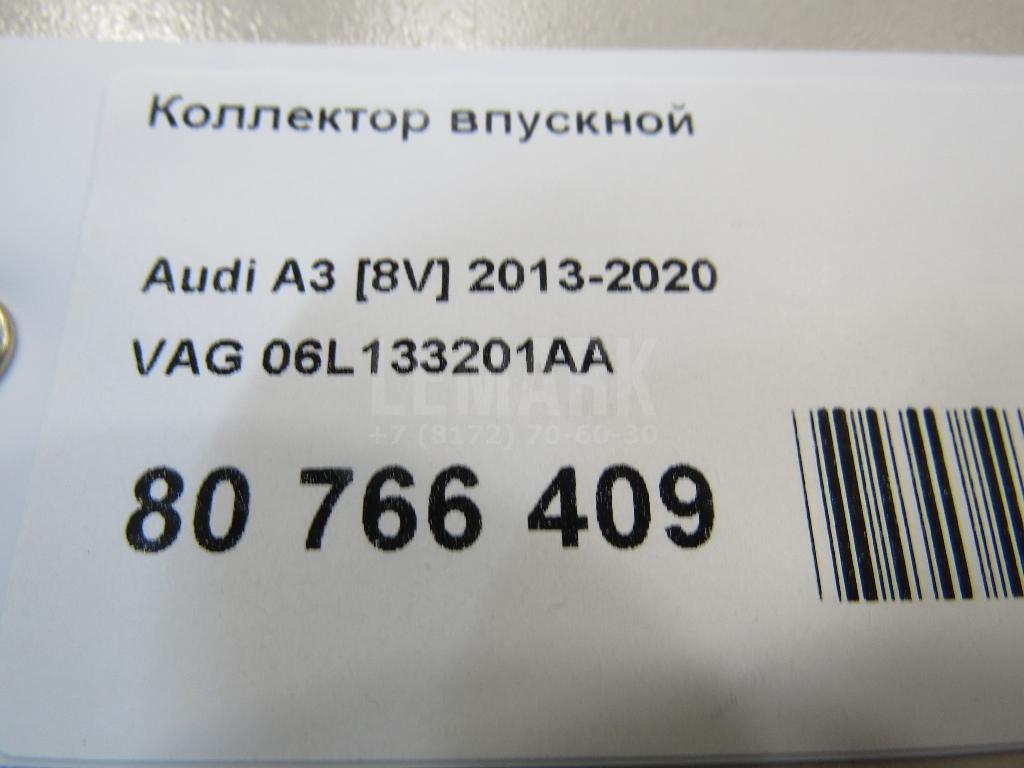 Коллектор впускной
Audi A3 [8V] 2013-2020
VAG 06L133201AA
LEMARK
+7 (8172) 70-60-30
80 766 409